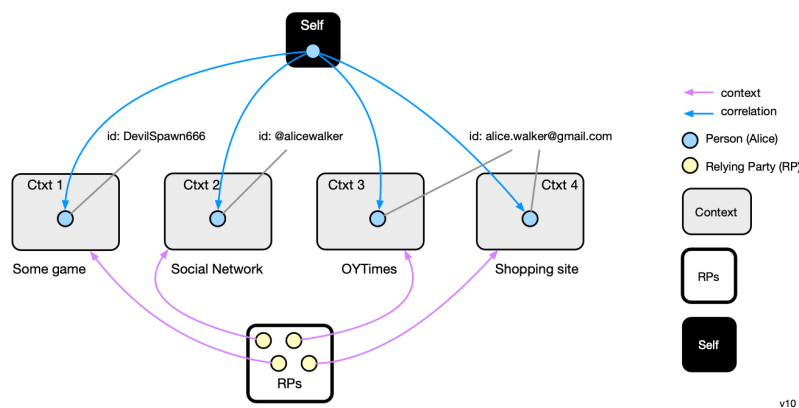 Self
id: DevilSpawn666
id: @alicewalker
id: alice.walker@gmail.com
Ctxt 1
Ctxt 2
Ctxt 3
Ctxt 4
Some game
Social Network
OYTimes
Shopping site
RPs
context
correlation
Person (Alice)
Relying Party (RP)
Context
RPs
Self
v10